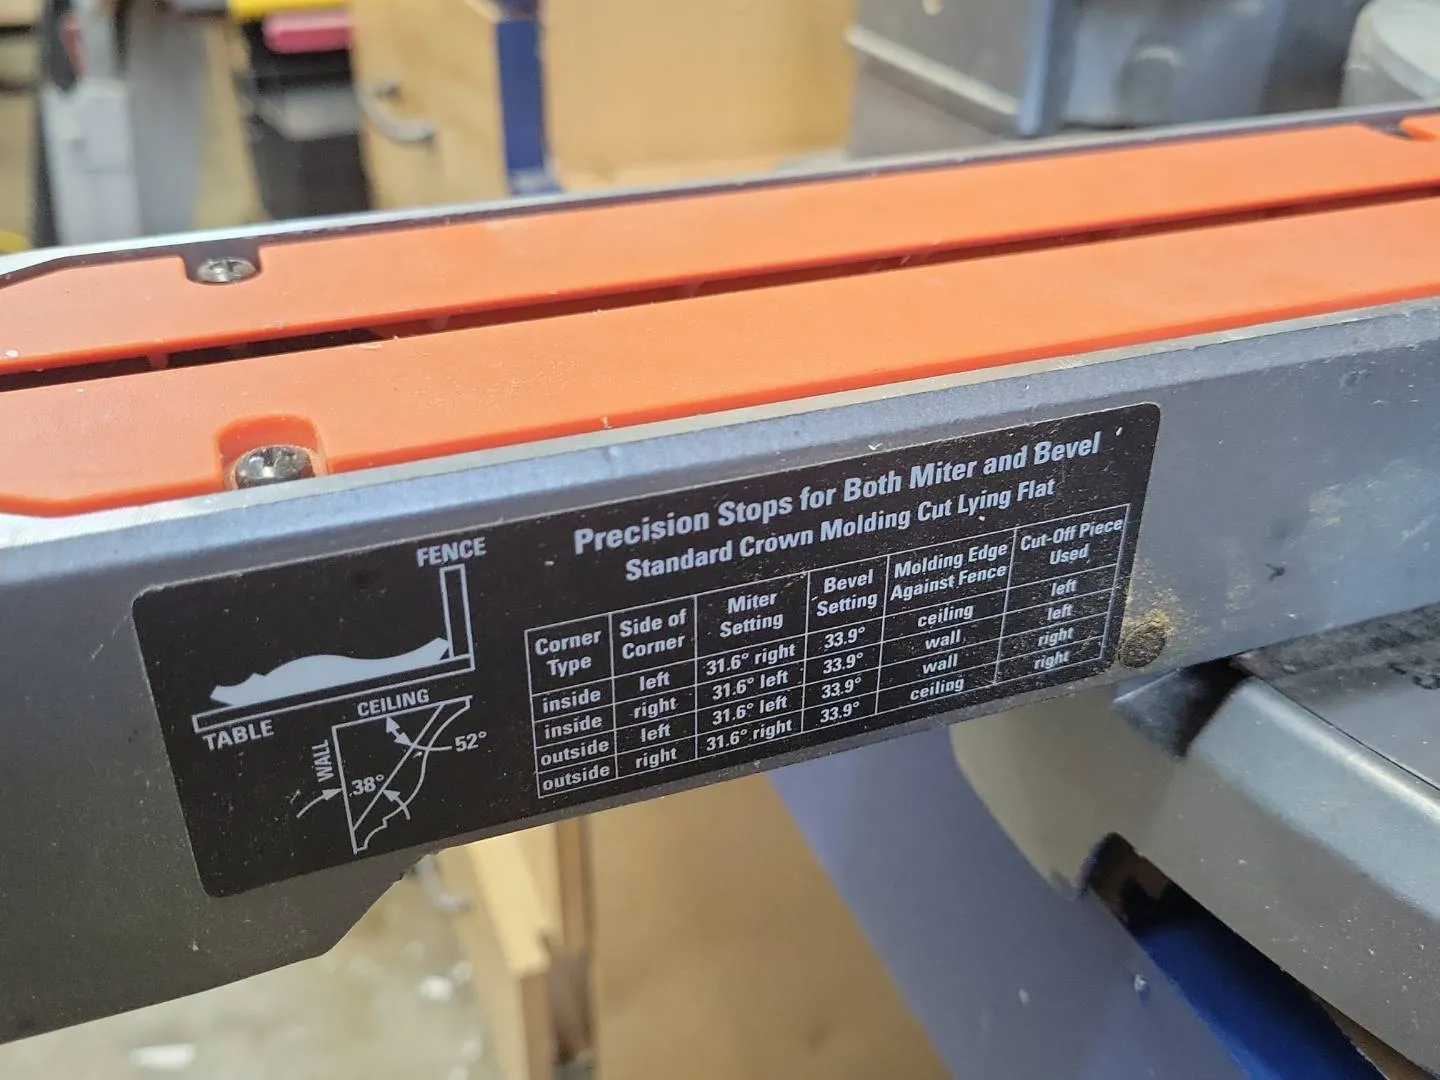 Precision Stops for Both Miter and Bevel
Standard Crown Molding Cut Lying Flat
FENCE
TABLE
CEILING
WALL
52°
38°
Corner Type | Side of Corner | Miter Setting | Bevel Setting | Molding Edge Against Fence | Cut-Off Piece Used
inside | left | 31.6° right | 33.9° | ceiling | left
inside | right | 31.6° left | 33.9° | wall | left
outside | left | 31.6° left | 33.9° | wall | right
outside | right | 31.6° right | 33.9° | ceiling | right